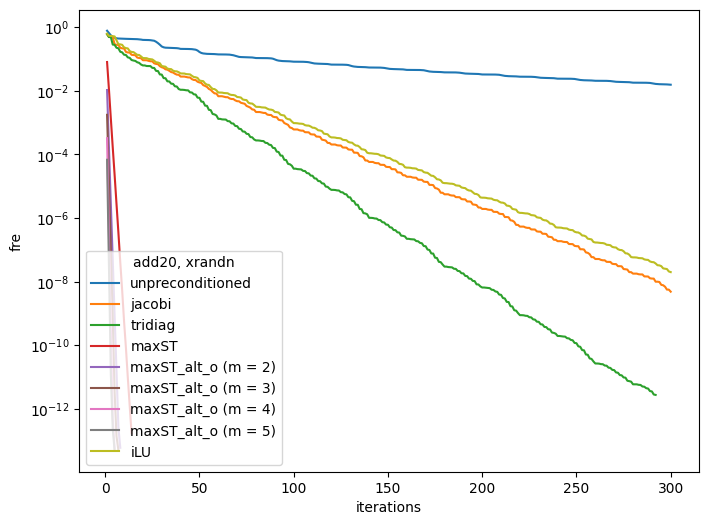 10^0
10^-2
10^-4
10^-6
10^-8
10^-10
10^-12
fre
add20, xrandn
unpreconditioned
jacobi
tridiag
maxST
maxST_alt_o (m = 2)
maxST_alt_o (m = 3)
maxST_alt_o (m = 4)
maxST_alt_o (m = 5)
iLU
0 50 100 150 200 250 300
iterations